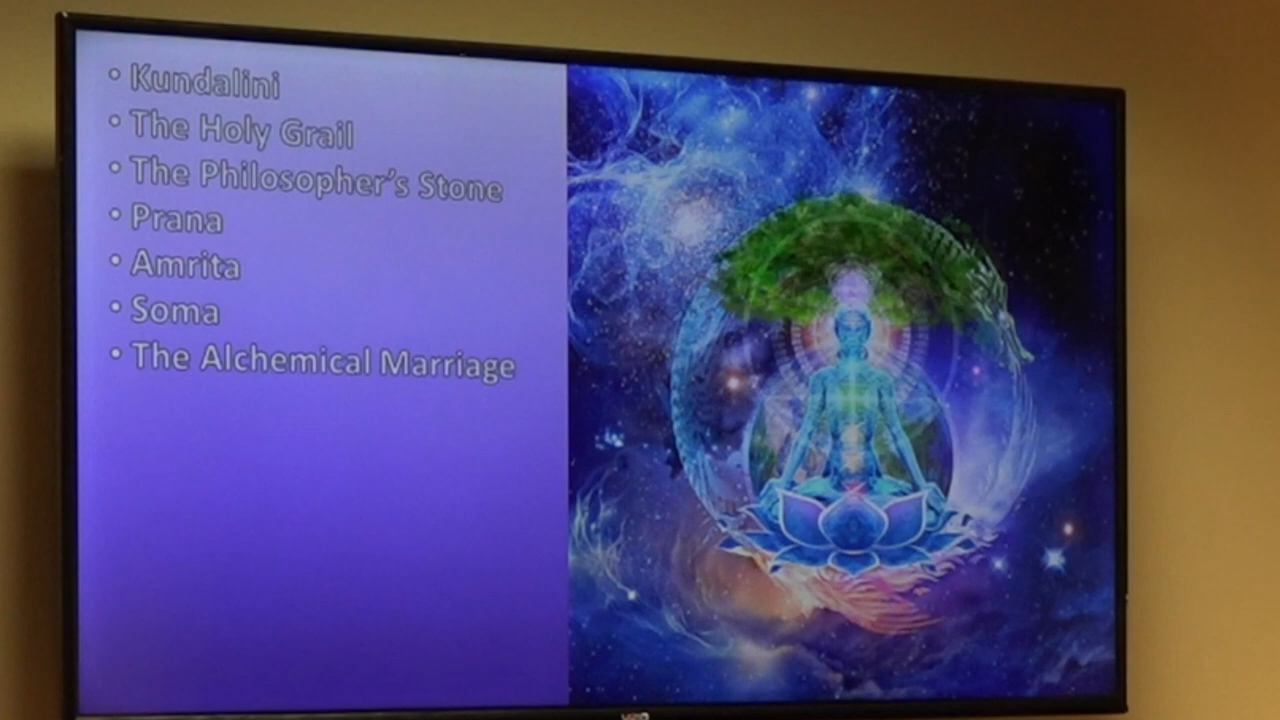 • Kundalini
• The Holy Grail
• The Philosopher's Stone
• Prana
• Amrita
• Soma
• The Alchemical Marriage